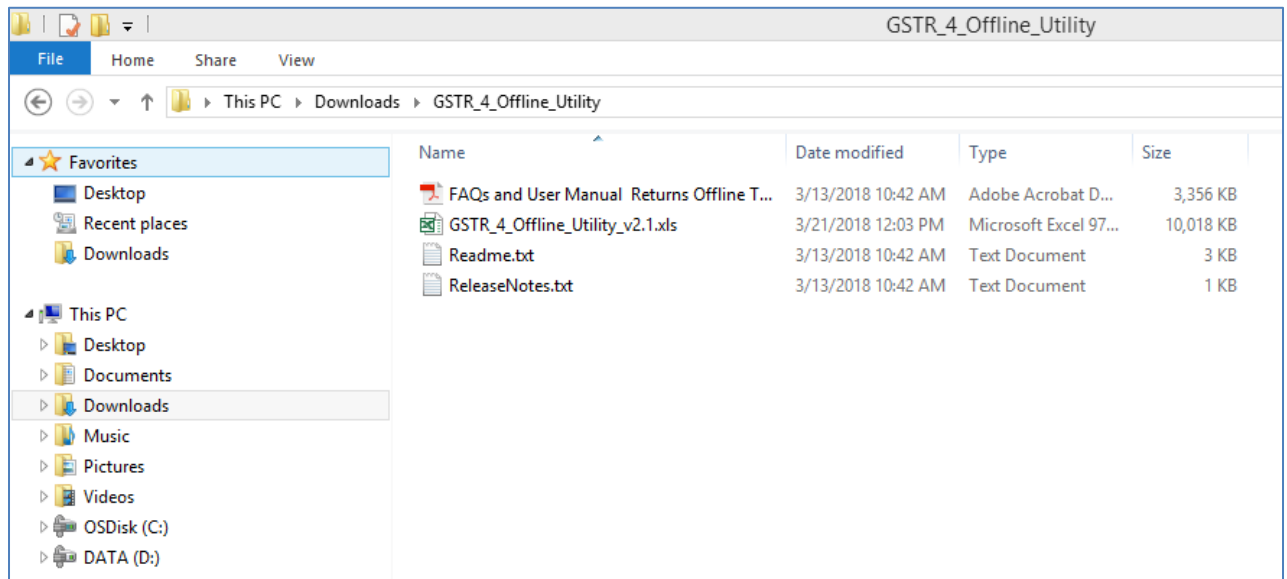 GSTR_4_Offline_Utility
File Home Share View
This PC Downloads GSTR_4_Offline_Utility
Favorites
Desktop
Recent places
Downloads
This PC
Desktop
Documents
Downloads
Music
Pictures
Videos
OSDisk (C:)
DATA (D:)
Name Date modified Type Size
FAQs and User Manual Returns Offline T... 3/13/2018 10:42 AM Adobe Acrobat D... 3,356 KB
GSTR_4_Offline_Utility_v2.1.xls 3/21/2018 12:03 PM Microsoft Excel 97... 10,018 KB
Readme.txt 3/13/2018 10:42 AM Text Document 3 KB
ReleaseNotes.txt 3/13/2018 10:42 AM Text Document 1 KB